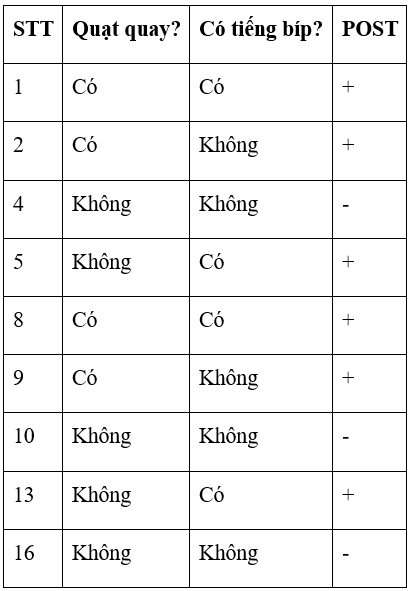 STT Quạt quay? Có tiếng bíp? POST
1 Có Có +
2 Có Không +
4 Không Không -
5 Không Có +
8 Có Có +
9 Có Không +
10 Không Không -
13 Không Có +
16 Không Không -